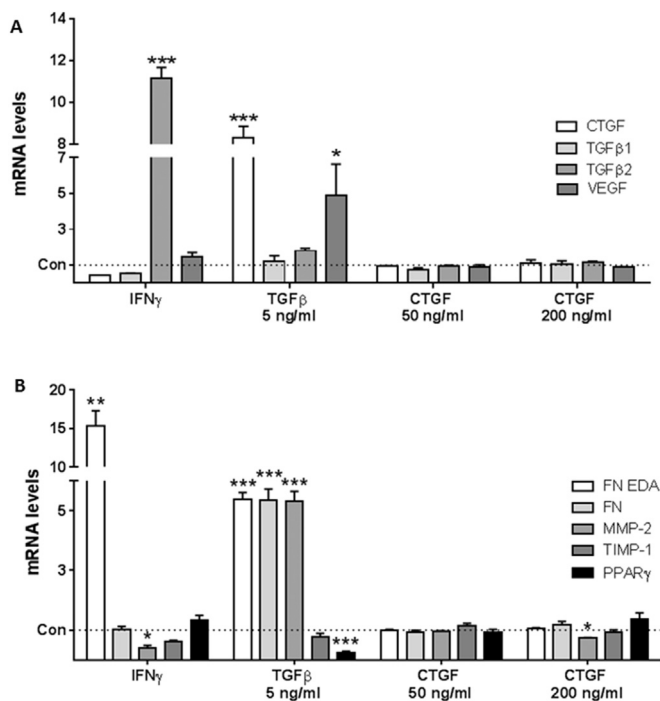 A
mRNA levels
14
12
10
8
7
5
3
Con
***
***
*
CTGF
TGFβ1
TGFβ2
VEGF
IFNγ
TGFβ
5 ng/ml
CTGF
50 ng/ml
CTGF
200 ng/ml
B
mRNA levels
20
15
10
5
3
Con
**
*
***
***
***
***
*
FN EDA
FN
MMP-2
TIMP-1
PPARγ
IFNγ
TGFβ
5 ng/ml
CTGF
50 ng/ml
CTGF
200 ng/ml